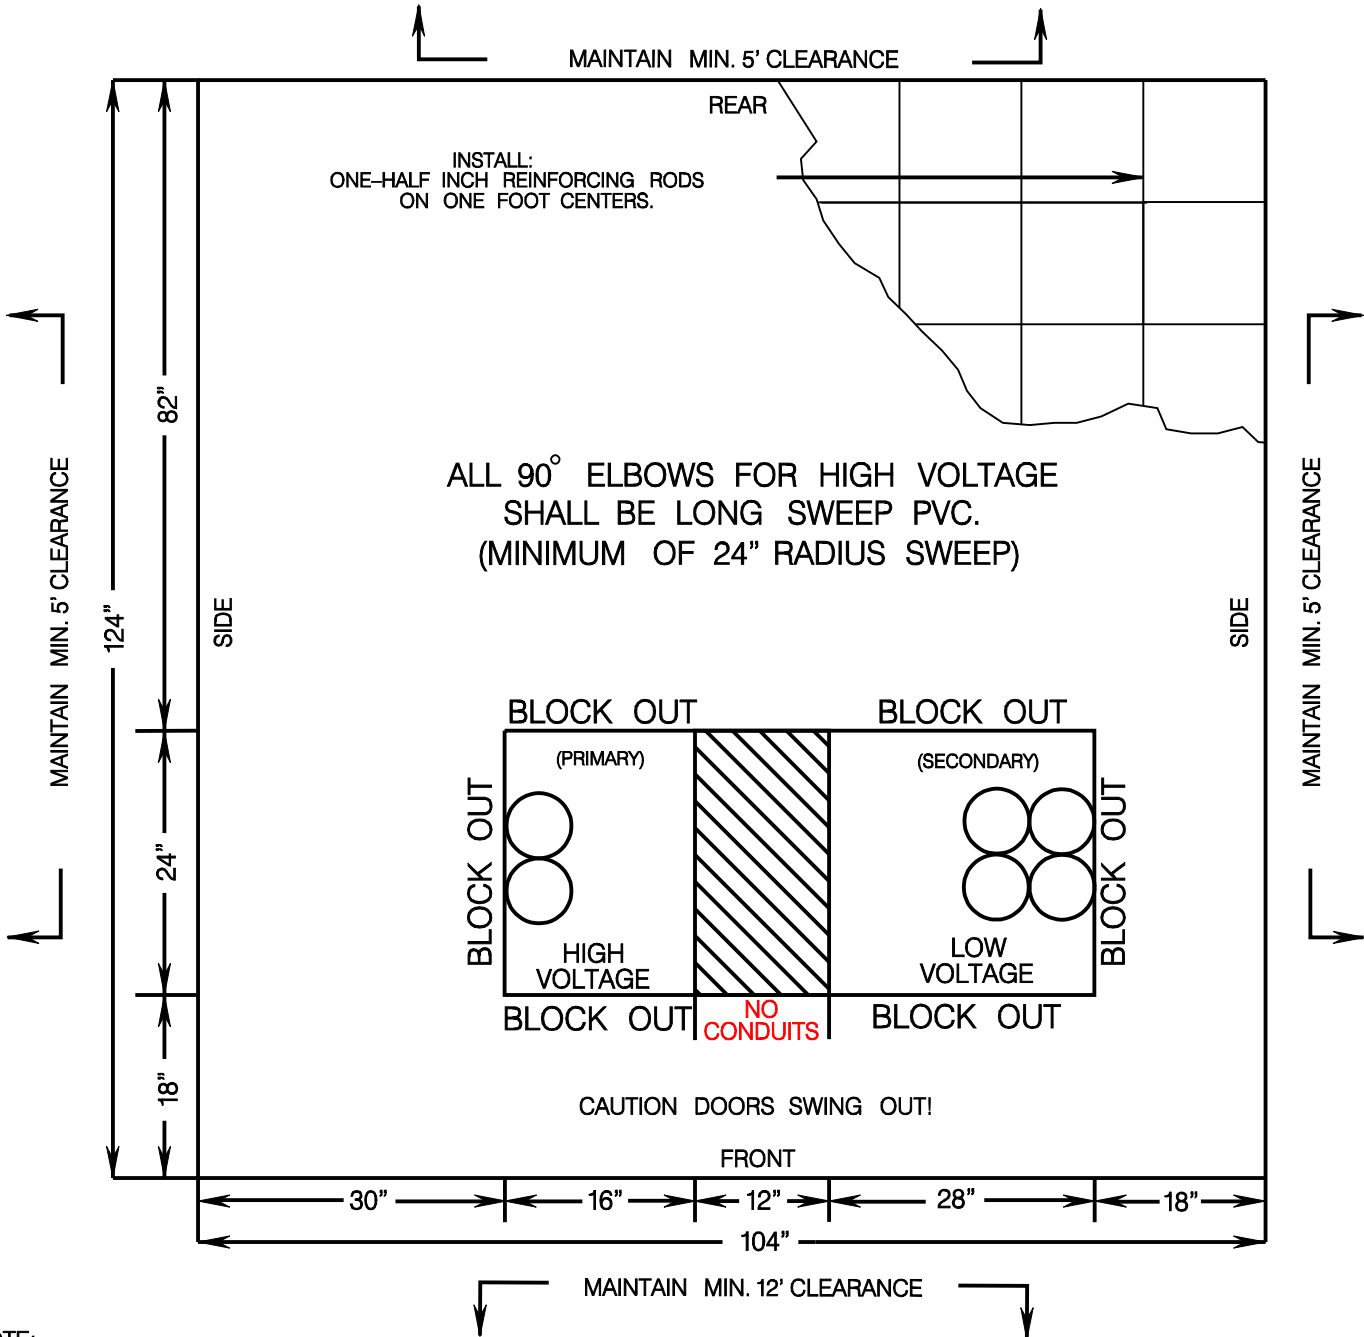 MAINTAIN MIN. 5' CLEARANCE
REAR
INSTALL:
ONE-HALF INCH REINFORCING RODS
ON ONE FOOT CENTERS.
82"
124"
MAINTAIN MIN. 5' CLEARANCE
SIDE
ALL 90° ELBOWS FOR HIGH VOLTAGE
SHALL BE LONG SWEEP PVC.
(MINIMUM OF 24" RADIUS SWEEP)
SIDE
MAINTAIN MIN. 5' CLEARANCE
BLOCK OUT
BLOCK OUT
(PRIMARY)
(SECONDARY)
24"
BLOCK OUT
BLOCK OUT
HIGH
VOLTAGE
LOW
VOLTAGE
BLOCK OUT
NO
CONDUITS
BLOCK OUT
18"
CAUTION DOORS SWING OUT!
FRONT
30"
16"
12"
28"
18"
104"
MAINTAIN MIN. 12' CLEARANCE